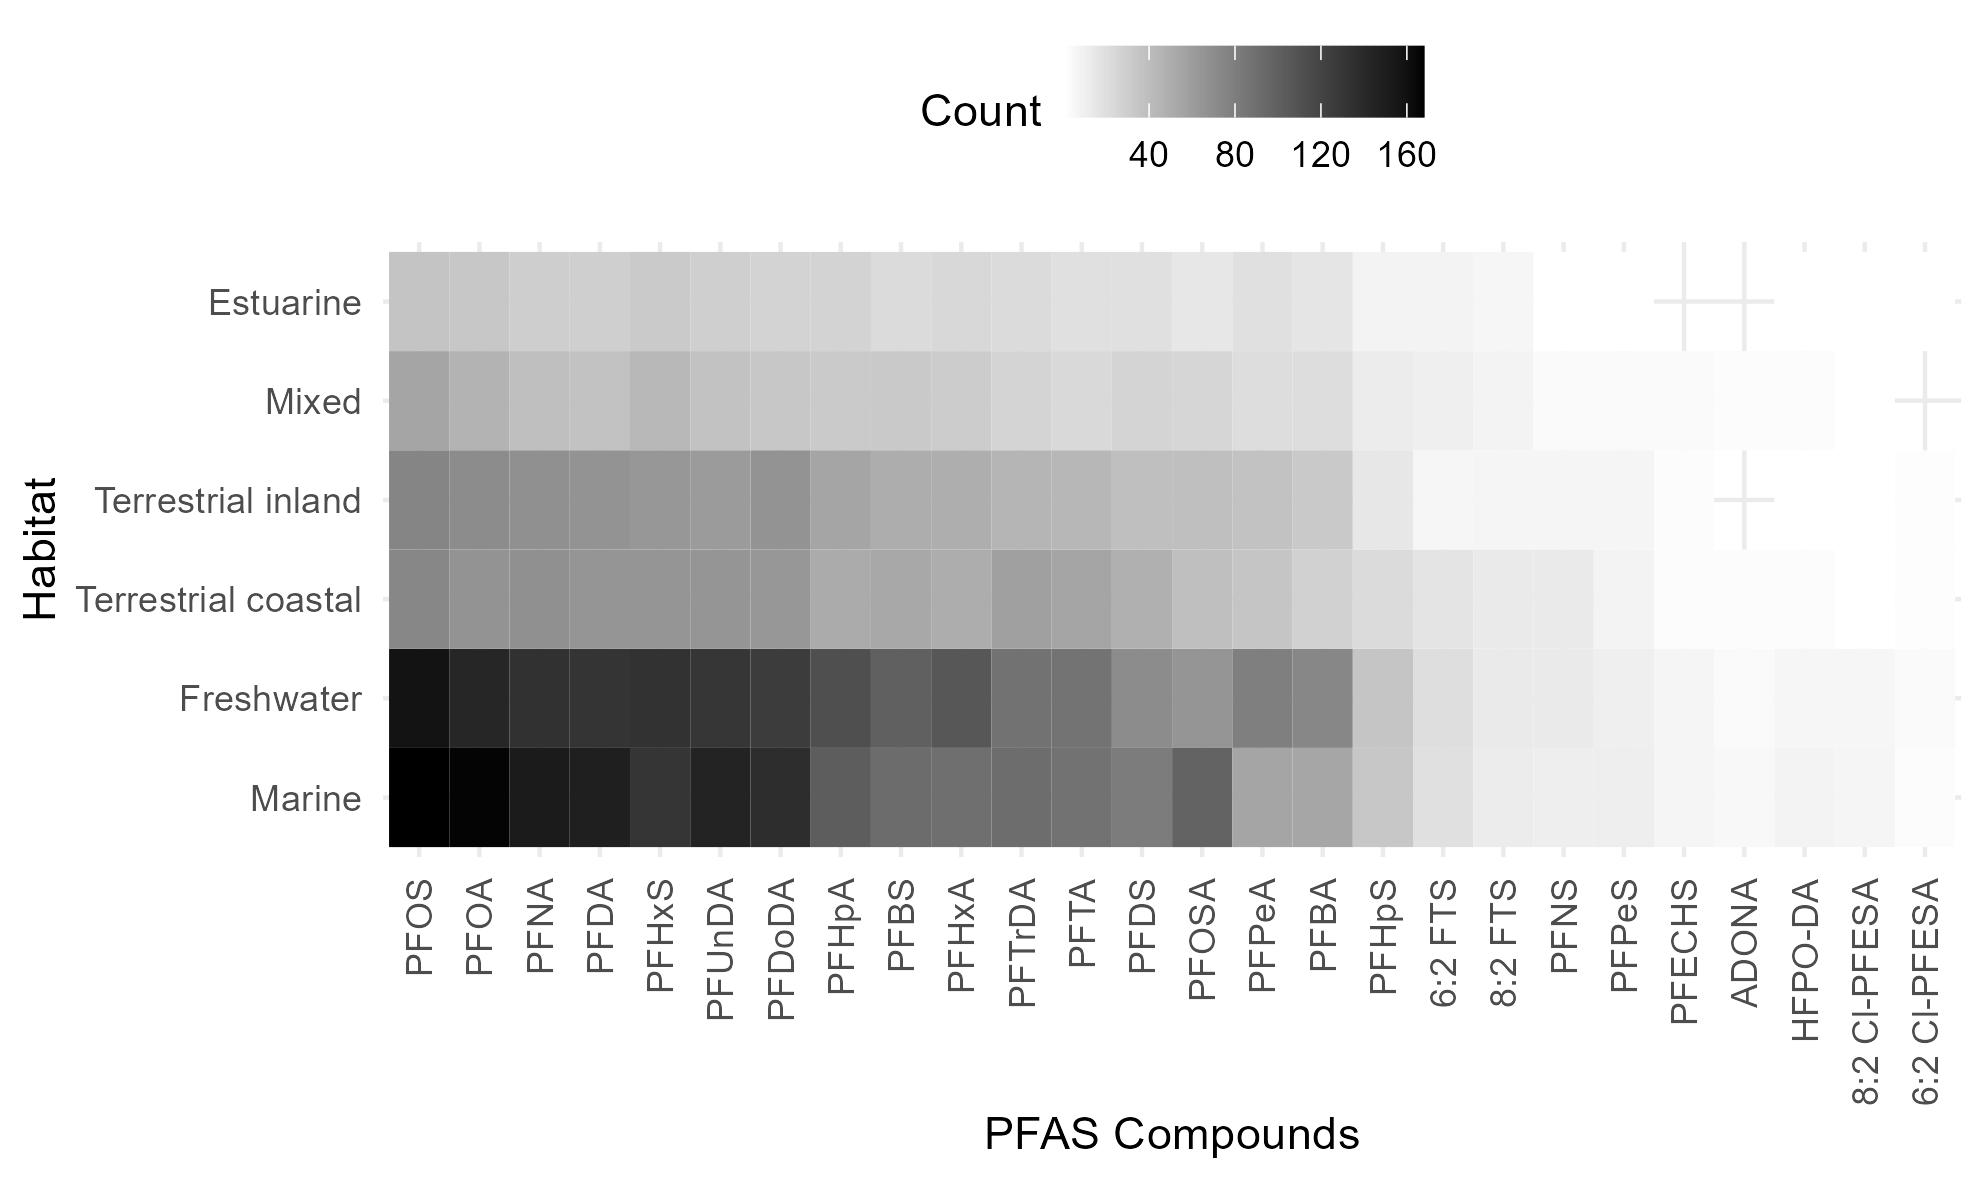 Count
40 80 120 160
Habitat
Estuarine
Mixed
Terrestrial inland
Terrestrial coastal
Freshwater
Marine
PFOS
PFOA
PFNA
PFDA
PFHxS
PFUnDA
PFDoDA
PFHpA
PFBS
PFHxA
PFTrDA
PFTA
PFDS
PFOSA
PFPeA
PFBA
PFHpS
6:2 FTS
8:2 FTS
PFNS
PFPeS
PFECHS
ADONA
HFPO-DA
8:2 Cl-PFESA
6:2 Cl-PFESA
PFAS Compounds